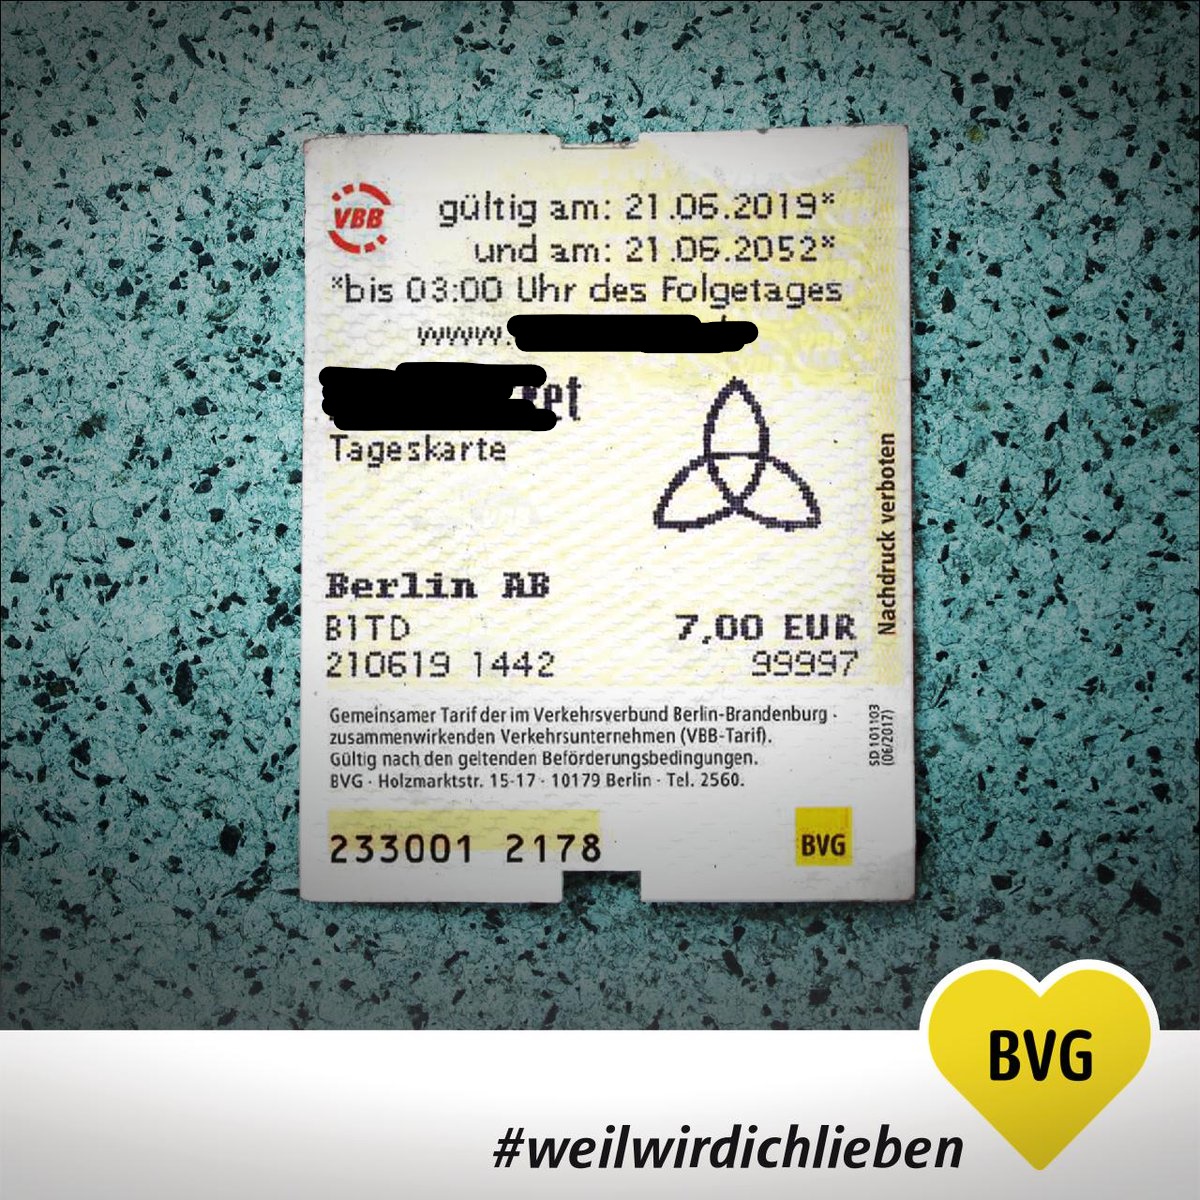 VBB
gültig am: 21.06.2019*
und am: 21.06.2052*
*bis 03:00 Uhr des Folgetages
www.
Tageskarte
Berlin AB
B1TD
7,00 EUR
210619 1442
99997
Nachdruck verboten
Gemeinsamer Tarif der im Verkehrsverbund Berlin-Brandenburg ·
zusammenwirkenden Verkehrsunternehmen (VBB-Tarif).
Gültig nach den geltenden Beförderungsbedingungen.
BVG · Holzmarktstr. 15-17 · 10179 Berlin · Tel. 2560.
SD 101103
(06/2017)
233001 2178
BVG
BVG
#weilwirdichlieben